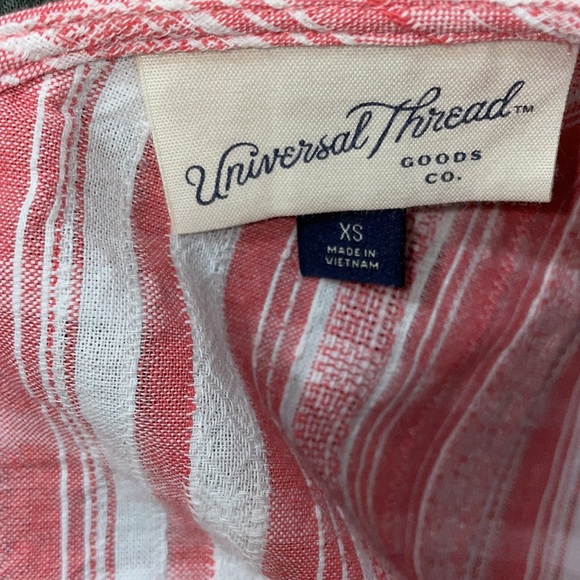 Universal Thread™
GOODS
CO.
XS
MADE IN
VIETNAM